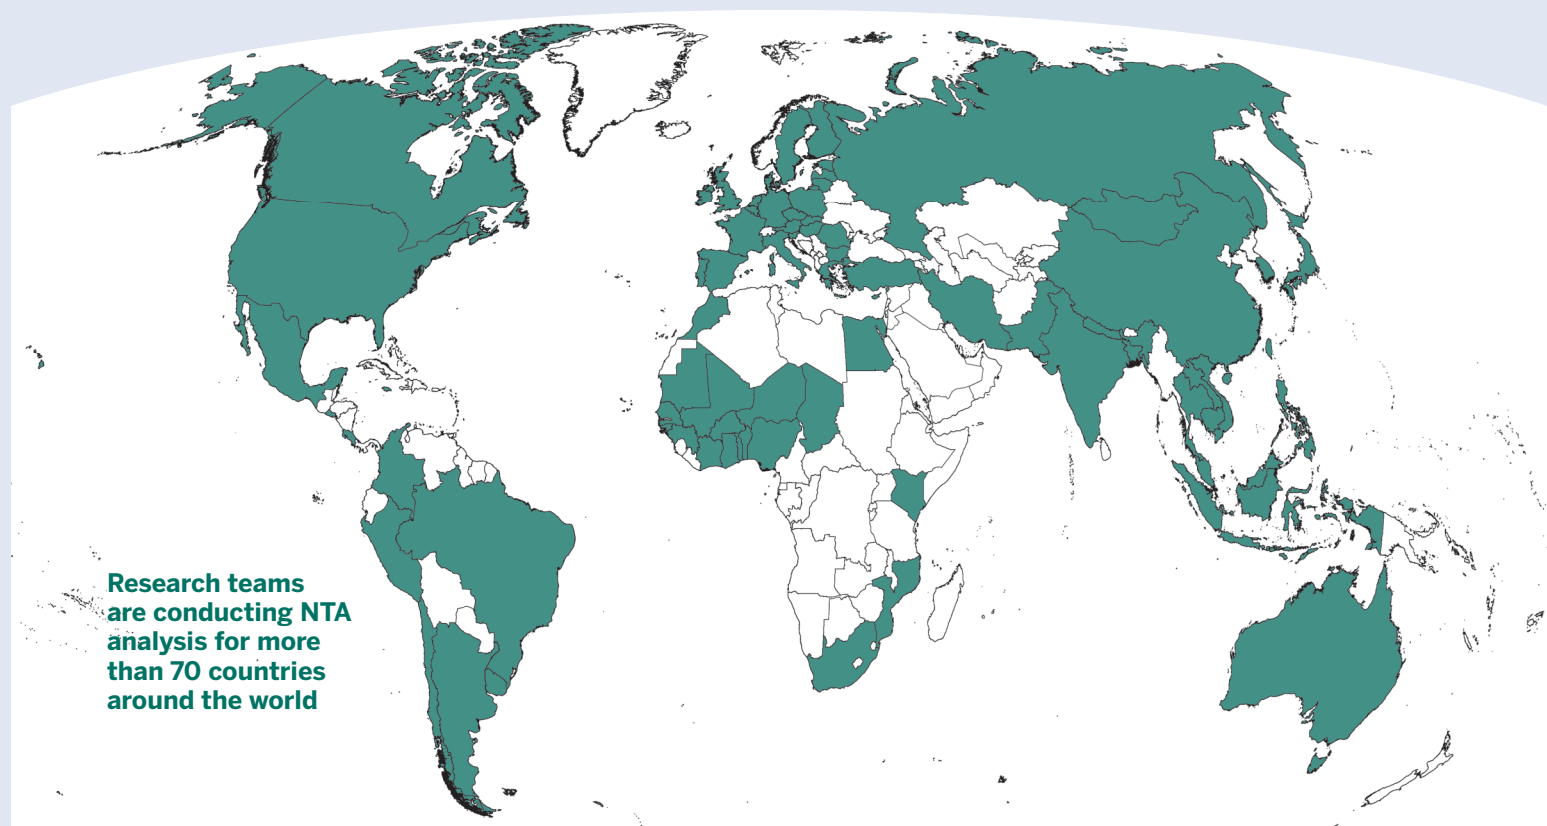 Research teams
are conducting NTA
analysis for more
than 70 countries
around the world